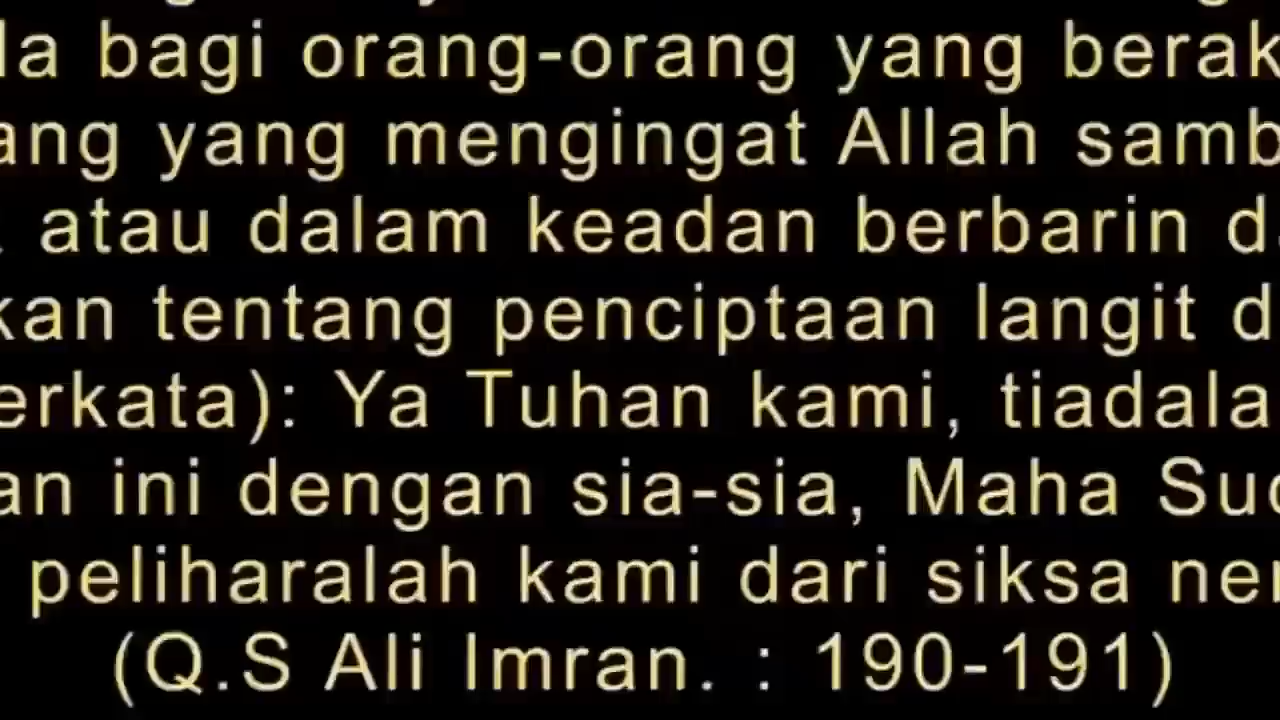 la bagi orang-orang yang berak
ang yang mengingat Allah samb
atau dalam keadan berbarin d
kan tentang penciptaan langit d
erkata): Ya Tuhan kami, tiadala
an ini dengan sia-sia, Maha Suc
peliharalah kami dari siksa ner
(Q.S Ali Imran. : 190-191)